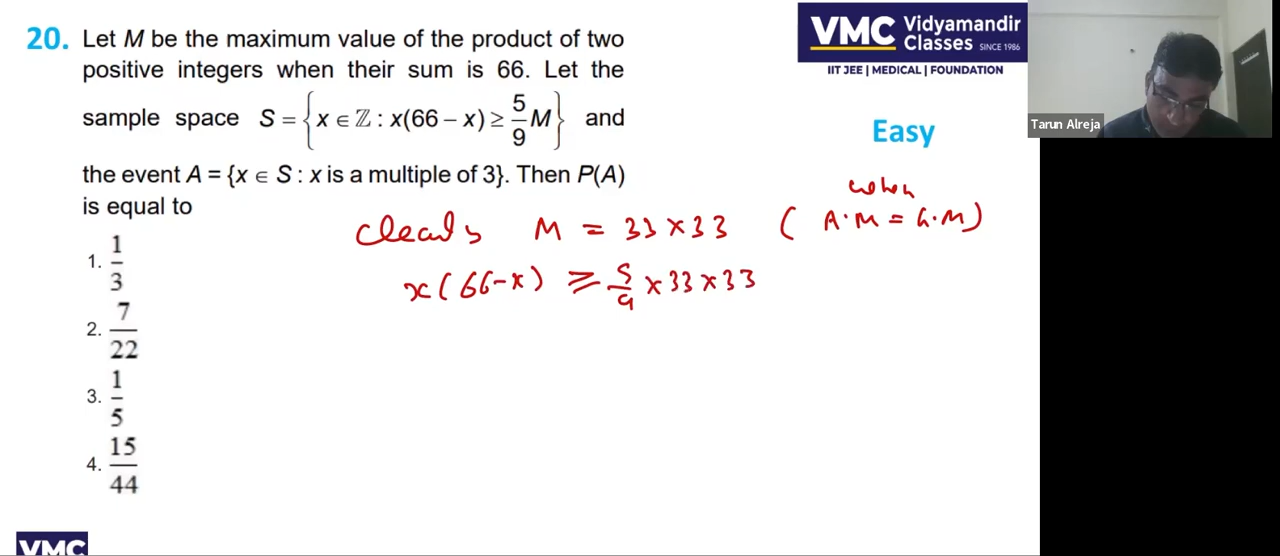 20. Let M be the maximum value of the product of two
positive integers when their sum is 66. Let the
sample space S = {x ∈ ℤ : x(66 – x) ≥ 5/9 M} and
the event A = {x ∈ S : x is a multiple of 3}. Then P(A)
is equal to
1. 1/3
2. 7/22
3. 1/5
4. 15/44
VMC Vidyamandir
Classes SINCE 1986
IIT JEE | MEDICAL | FOUNDATION
Easy
Tarun Alreja
when
Clearly M = 33 × 33 ( A.M = G.M)
x(66-x) ≥ 5/9 × 33 × 33
VMC